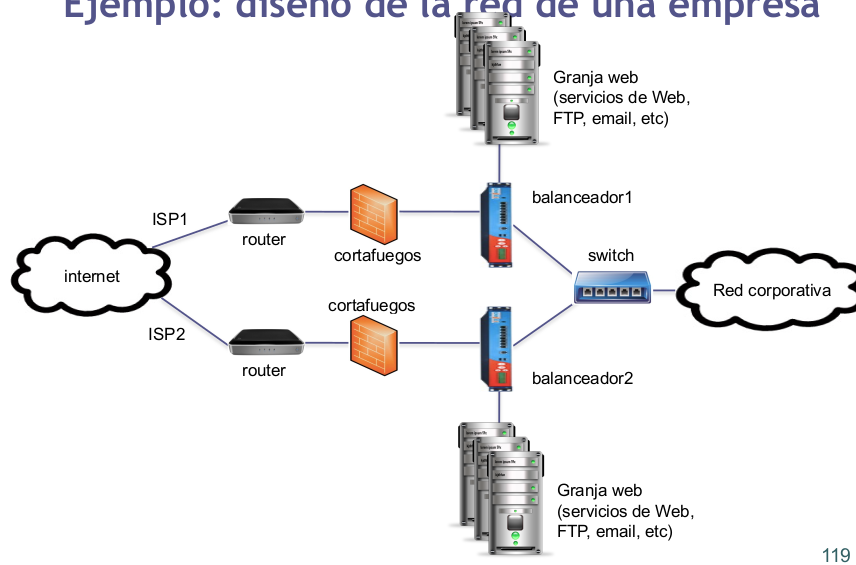 Ejemplo: diseño de la red de una empresa
Granja web
(servicios de Web,
FTP, email, etc)
balanceador1
ISP1
router
cortafuegos
switch
internet
Red corporativa
cortafuegos
ISP2
router
balanceador2
Granja web
(servicios de Web,
FTP, email, etc)
119